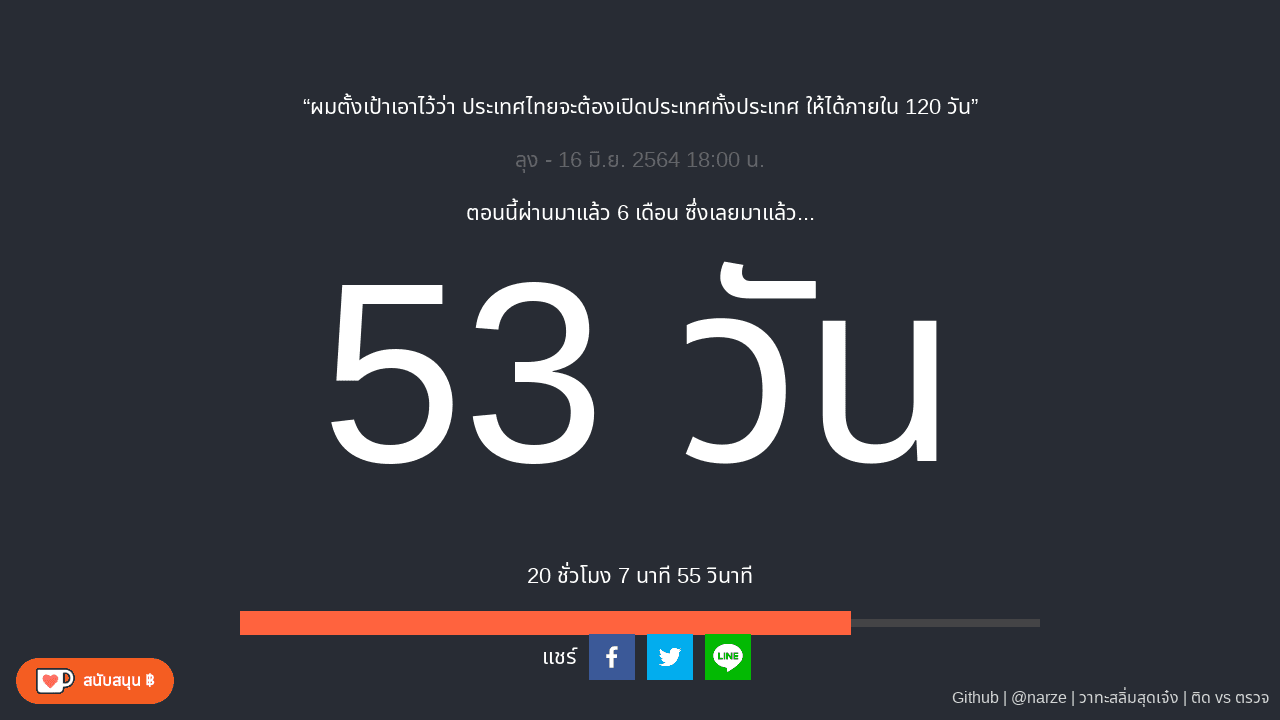 “ผมตั้งเป้าเอาไว้ว่า ประเทศไทยจะต้องเปิดประเทศทั้งประเทศ ให้ได้ภายใน 120 วัน”
ลุง - 16 มิ.ย. 2564 18:00 น.
ตอนนี้ผ่านมาแล้ว 6 เดือน ซึ่งเลยมาแล้ว...
53 วัน
20 ชั่วโมง 7 นาที 55 วินาที
แชร์
LINE
สนับสนุน ฿
Github | @narze | วาทะสลิ่มสุดเจ๋ง | ติด vs ตรวจ